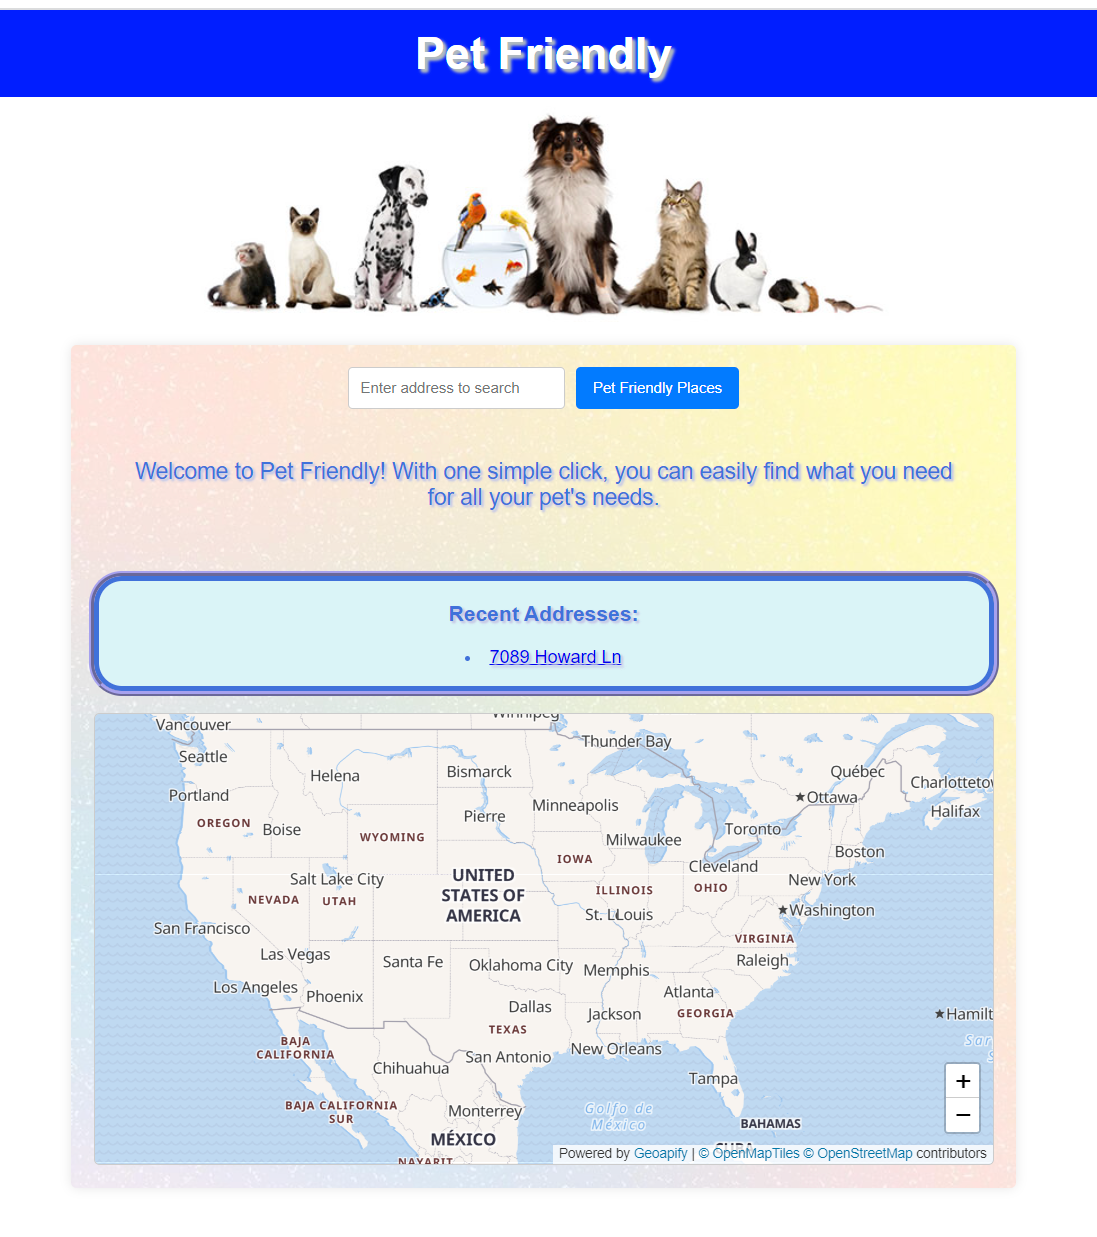 Pet Friendly
Enter address to search
Pet Friendly Places
Welcome to Pet Friendly! With one simple click, you can easily find what you need
for all your pet's needs.
Recent Addresses:
• 7089 Howard Ln
Winnipeg
Vancouver
Thunder Bay
Seattle
Helena
Bismarck
Québec
Charlotteto
Portland
Minneapolis
★Ottawa
Halifax
Pierre
OREGON
Boise
WYOMING
Milwaukee
Toronto
Boston
IOWA
Cleveland
UNITED
STATES OF
AMERICA
Salt Lake City
New York
NEVADA
UTAH
ILLINOIS
OHIO
St. LLouis
★Washington
San Francisco
VIRGINIA
Las Vegas
Santa Fe
Oklahoma City
Memphis
Raleigh
Los Angeles
Phoenix
Atlanta
Dallas
Jackson
GEORGIA
★Hamilt
TEXAS
BAJA
CALIFORNIA
San Antonio
New Orleans
Sar
S
Chihuahua
Tampa
+
BAJA CALIFORNIA
SUR
Monterrey
Golfo de
México
−
BAHAMAS
MÉXICO
CUBA
NAYARIT
Powered by Geoapify | © OpenMapTiles © OpenStreetMap contributors